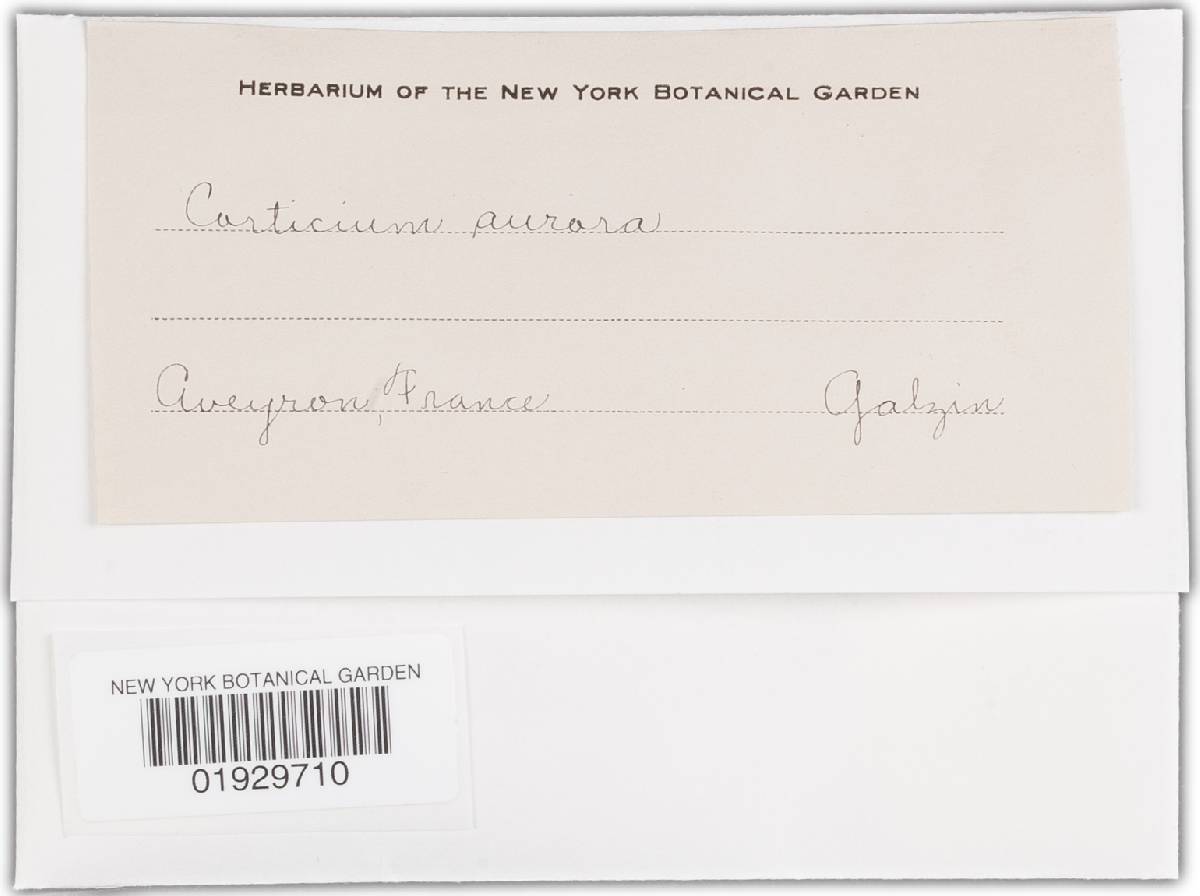 HERBARIUM OF THE NEW YORK BOTANICAL GARDEN
Corticium aurora
Aveyron, France Galzin
NEW YORK BOTANICAL GARDEN
01929710